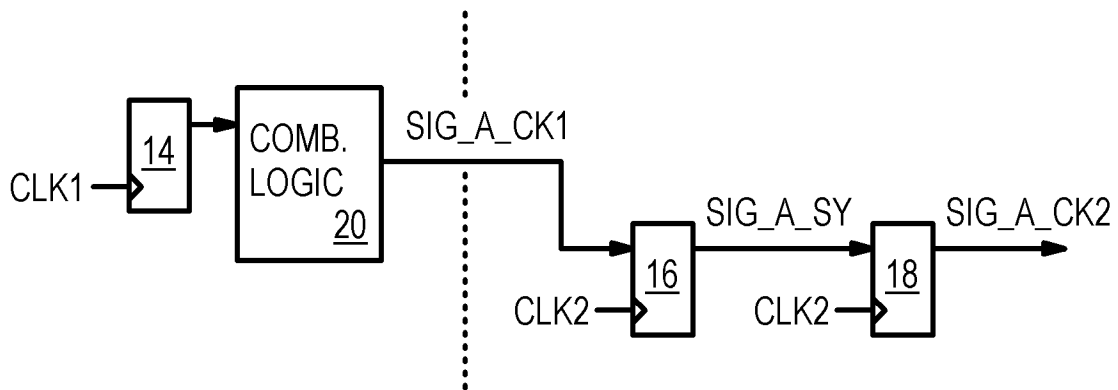 14
CLK1
COMB.
LOGIC
20
SIG_A_CK1
16
CLK2
SIG_A_SY
18
CLK2
SIG_A_CK2